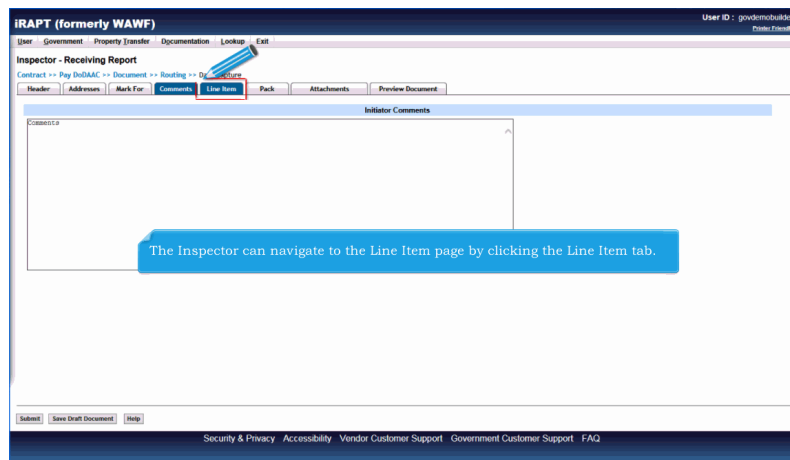 iRAPT (formerly WAWF)
User ID : govdemobuilde
Printer Friendl
User Government Property Transfer Documentation Lookup Exit
Inspector - Receiving Report
Contract >> Pay DoDAAC >> Document >> Routing >> Da Capture
Header Addresses Mark For Comments Line Item Pack Attachments Preview Document
Initiator Comments
Comments
The Inspector can navigate to the Line Item page by clicking the Line Item tab.
Submit Save Draft Document Help
Security & Privacy Accessibility Vendor Customer Support Government Customer Support FAQ